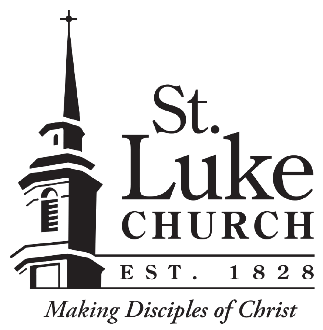 St.
Luke
CHURCH
EST. 1828
Making Disciples of Christ